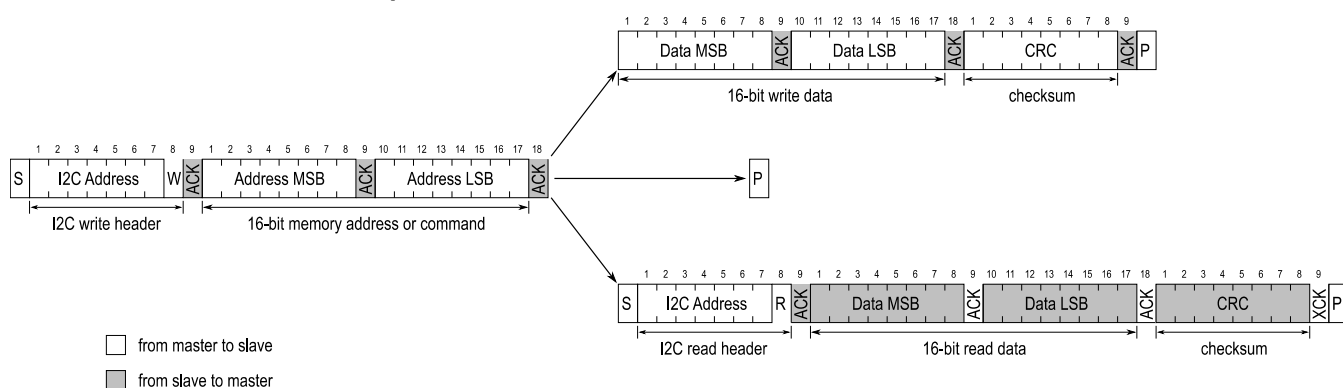 1 2 3 4 5 6 7 8 9 10 11 12 13 14 15 16 17 18 1 2 3 4 5 6 7 8 9
Data MSB ACK Data LSB ACK CRC ACK P
16-bit write data checksum
1 2 3 4 5 6 7 8 9 1 2 3 4 5 6 7 8 9 10 11 12 13 14 15 16 17 18
S I2C Address W ACK Address MSB ACK Address LSB ACK P
I2C write header 16-bit memory address or command
1 2 3 4 5 6 7 8 9 1 2 3 4 5 6 7 8 9 10 11 12 13 14 15 16 17 18 1 2 3 4 5 6 7 8 9
S I2C Address R ACK Data MSB ACK Data LSB ACK CRC XCK P
I2C read header 16-bit read data checksum
from master to slave
from slave to master